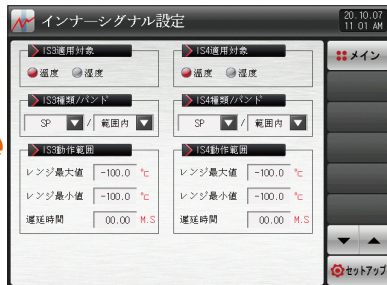 インナーシグナル設定
20.10.07
11 01 AM
IS3適用対象
温度 湿度
IS3種類/バンド
SP / 範囲内
IS3動作範囲
レンジ最大値 -100.0 ℃
レンジ最小値 -100.0 ℃
遅延時間 00.00 M.S
IS4適用対象
温度 湿度
IS4種類/バンド
SP / 範囲内
IS4動作範囲
レンジ最大値 -100.0 ℃
レンジ最小値 -100.0 ℃
遅延時間 00.00 M.S
メイン
セットアップ